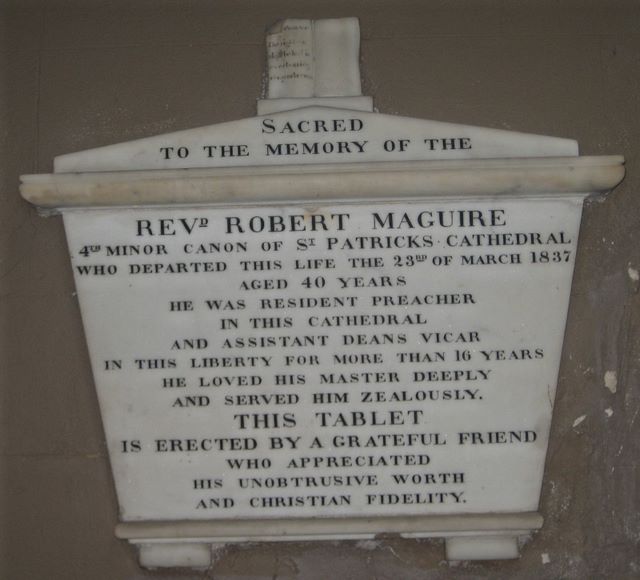 SACRED
TO THE MEMORY OF THE
REVD ROBERT MAGUIRE
4TH MINOR CANON OF ST PATRICKS CATHEDRAL
WHO DEPARTED THIS LIFE THE 23RD OF MARCH 1837
AGED 40 YEARS
HE WAS RESIDENT PREACHER
IN THIS CATHEDRAL
AND ASSISTANT DEANS VICAR
IN THIS LIBERTY FOR MORE THAN 16 YEARS
HE LOVED HIS MASTER DEEPLY
AND SERVED HIM ZEALOUSLY.
THIS TABLET
IS ERECTED BY A GRATEFUL FRIEND
WHO APPRECIATED
HIS UNOBTRUSIVE WORTH
AND CHRISTIAN FIDELITY.